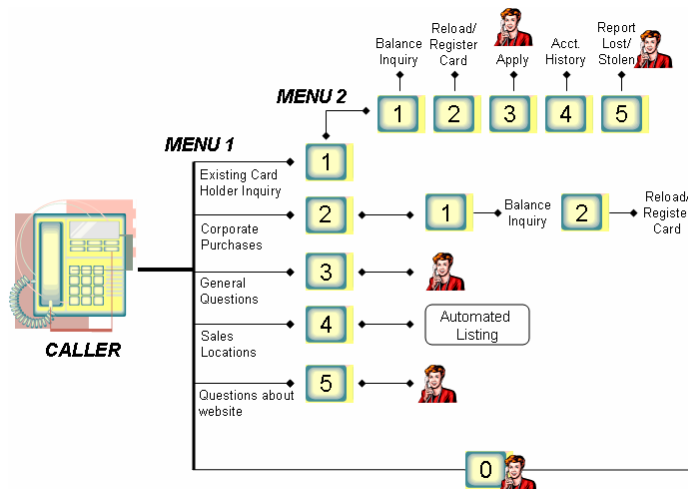 Balance
Inquiry
Reload/
Register
Card
Apply
Acct.
History
Report
Lost/
Stolen
MENU 2
1
2
3
4
5
MENU 1
1
Existing Card
Holder Inquiry
2
Corporate
Purchases
1
Balance
Inquiry
2
Reload/
Register
Card
3
General
Questions
4
Sales
Locations
Automated
Listing
5
Questions about
website
CALLER
0